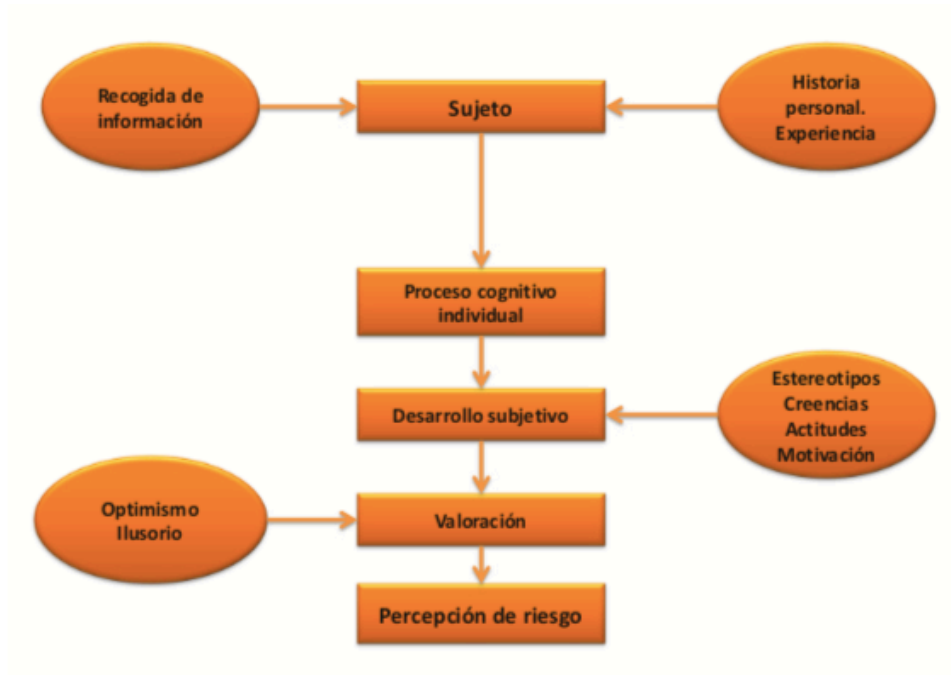 Recogida de
información
Sujeto
Historia
personal.
Experiencia
Proceso cognitivo
individual
Desarrollo subjetivo
Estereotipos
Creencias
Actitudes
Motivación
Optimismo
Ilusorio
Valoración
Percepción de riesgo